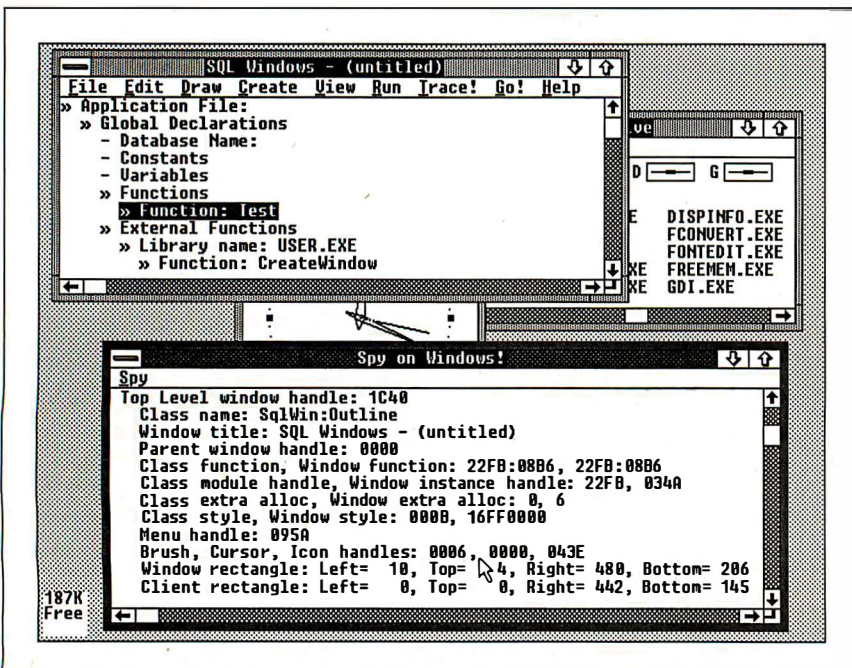 SQL Windows - (untitled)
File Edit Draw Create View Run Trace! Go! Help
» Application File:
» Global Declarations
- Database Name:
- Constants
- Variables
» Functions
» Function: Test
» External Functions
» Library name: USER.EXE
» Function: CreateWindow
ve
D G
E DISPINFO.EXE
FCONVERT.EXE
FONTEDIT.EXE
XE FREEMEM.EXE
XE GDI.EXE
Spy on Windows!
Spy
Top Level window handle: 1C40
Class name: SqlWin:Outline
Window title: SQL Windows - (untitled)
Parent window handle: 0000
Class function, Window function: 22FB:08B6, 22FB:08B6
Class module handle, Window instance handle: 22FB, 034A
Class extra alloc, Window extra alloc: 0, 6
Class style, Window style: 000B, 16FF0000
Menu handle: 095A
Brush, Cursor, Icon handles: 0006, 0000, 043E
Window rectangle: Left= 10, Top= 4, Right= 480, Bottom= 206
Client rectangle: Left= 0, Top= 0, Right= 442, Bottom= 145
187K
Free